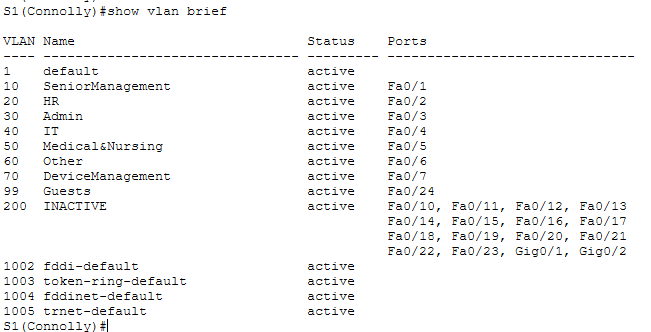 S1(Connolly)#show vlan brief
VLAN Name                             Status    Ports
---- -------------------------------- --------- -------------------------------
1    default                          active
10   SeniorManagement                 active    Fa0/1
20   HR                               active    Fa0/2
30   Admin                            active    Fa0/3
40   IT                               active    Fa0/4
50   Medical&Nursing                  active    Fa0/5
60   Other                            active    Fa0/6
70   DeviceManagement                 active    Fa0/7
99   Guests                           active    Fa0/24
200  INACTIVE                         active    Fa0/10, Fa0/11, Fa0/12, Fa0/13
                                                Fa0/14, Fa0/15, Fa0/16, Fa0/17
                                                Fa0/18, Fa0/19, Fa0/20, Fa0/21
                                                Fa0/22, Fa0/23, Gig0/1, Gig0/2
1002 fddi-default                     active
1003 token-ring-default               active
1004 fddinet-default                  active
1005 trnet-default                    active
S1(Connolly)#